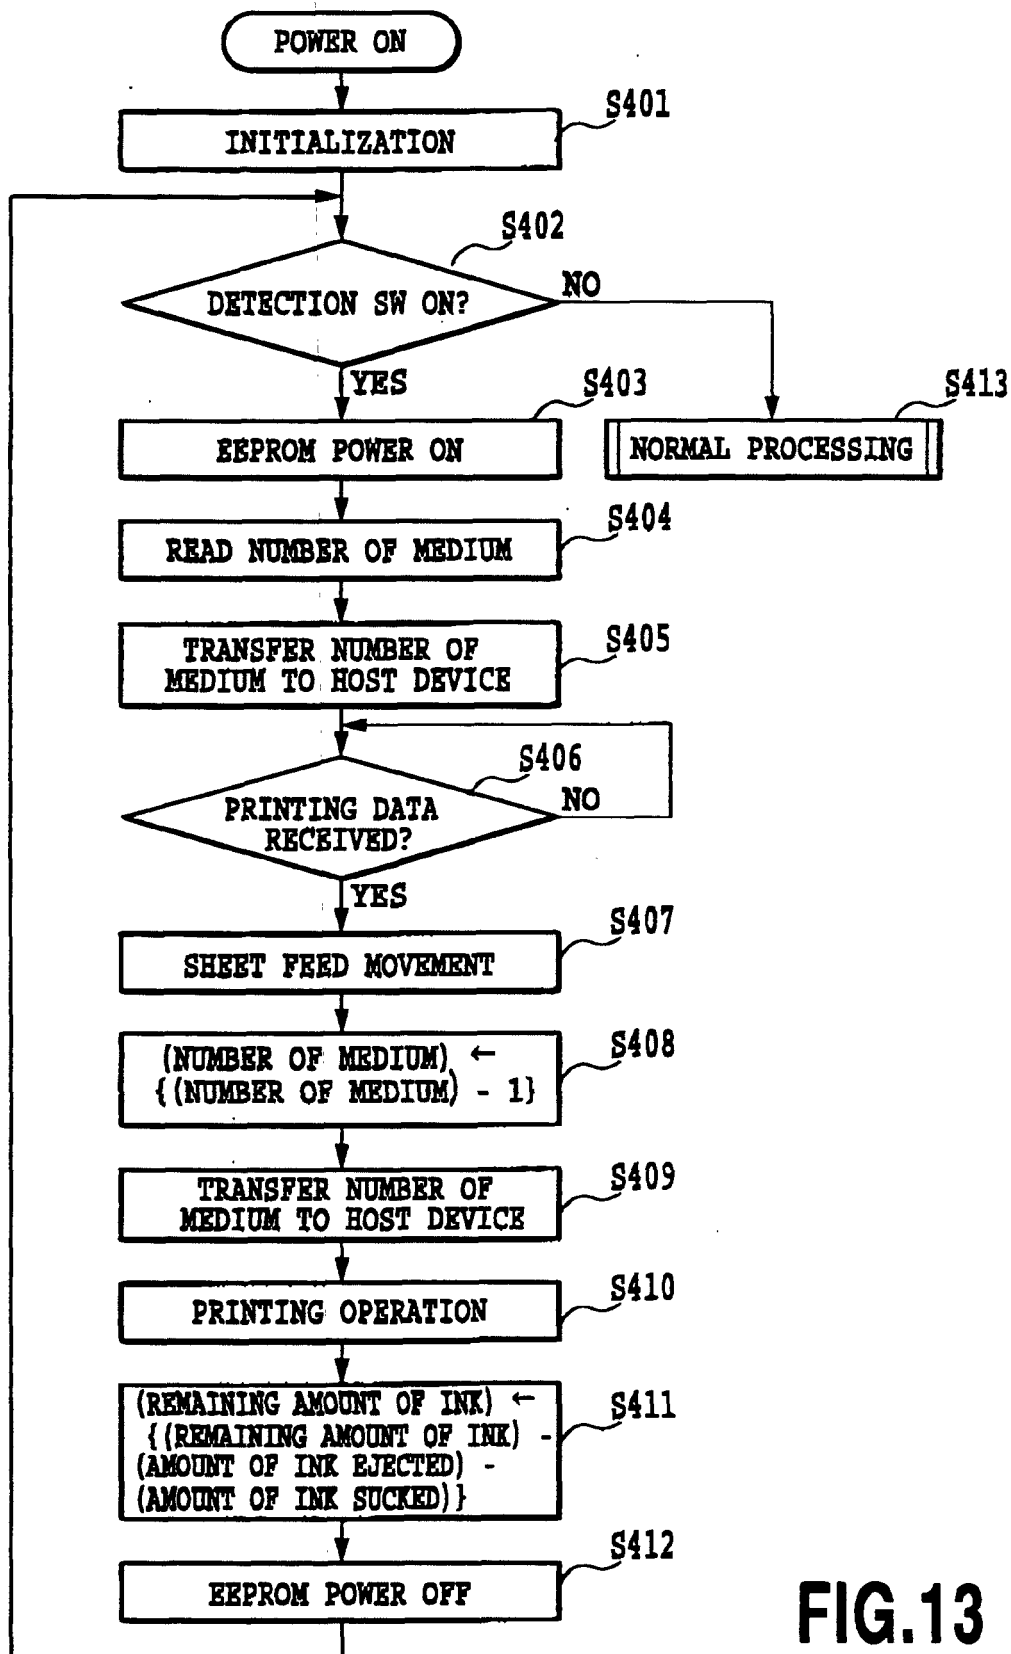 POWER ON
S401
INITIALIZATION
S402
DETECTION SW ON?
NO
YES
S403
S413
EEPROM POWER ON
NORMAL PROCESSING
S404
READ NUMBER OF MEDIUM
S405
TRANSFER NUMBER OF
MEDIUM TO HOST DEVICE
S406
PRINTING DATA
RECEIVED?
NO
YES
S407
SHEET FEED MOVEMENT
S408
(NUMBER OF MEDIUM) ←
{(NUMBER OF MEDIUM) - 1}
S409
TRANSFER NUMBER OF
MEDIUM TO HOST DEVICE
S410
PRINTING OPERATION
S411
(REMAINING AMOUNT OF INK) ←
{(REMAINING AMOUNT OF INK) -
(AMOUNT OF INK EJECTED) -
(AMOUNT OF INK SUCKED)}
S412
EEPROM POWER OFF
FIG.13